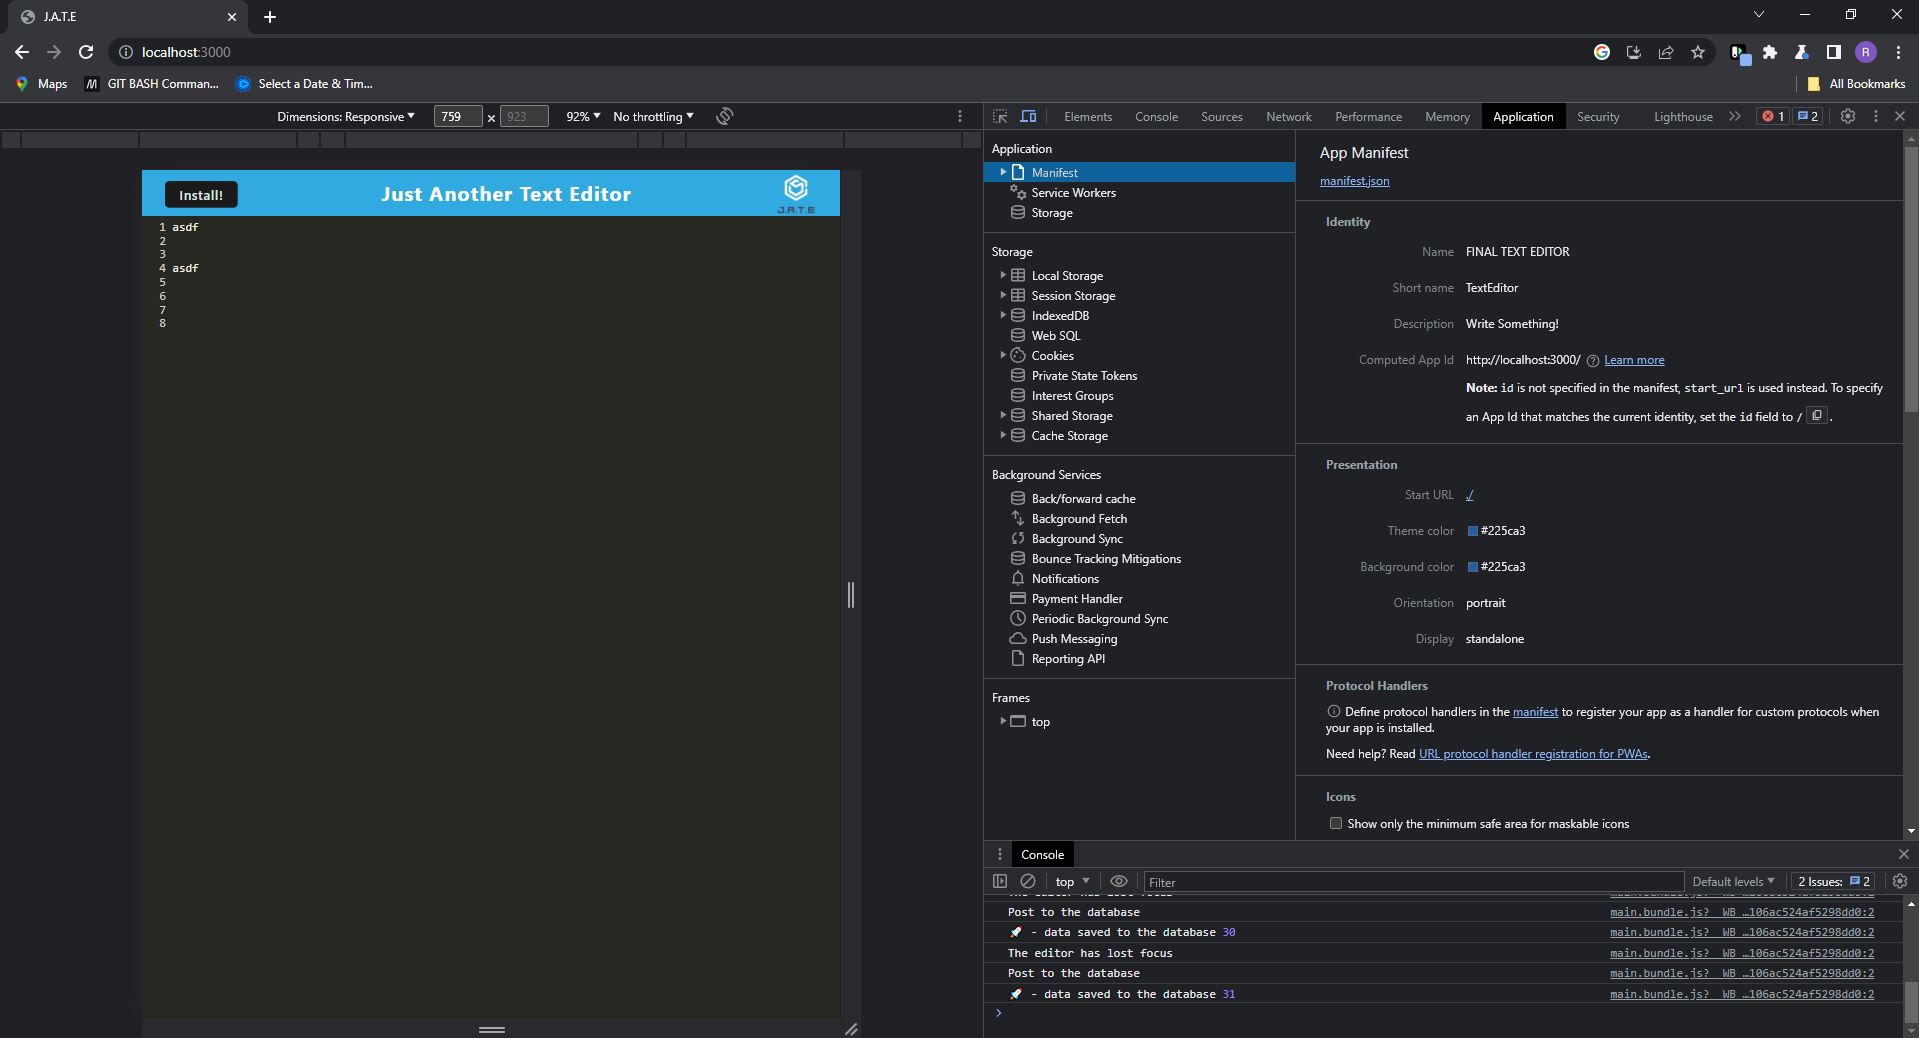 J.A.T.E
localhost:3000
R
Maps
M GIT BASH Comman...
Select a Date & Tim...
All Bookmarks
Dimensions: Responsive
759 x 923
92%
No throttling
Elements
Console
Sources
Network
Performance
Memory
Application
Security
Lighthouse
1
2
Install!
Just Another Text Editor
J.A.T.E
1 asdf
2
3
4 asdf
5
6
7
8
Application
Manifest
Service Workers
Storage
Storage
Local Storage
Session Storage
IndexedDB
Web SQL
Cookies
Private State Tokens
Interest Groups
Shared Storage
Cache Storage
Background Services
Back/forward cache
Background Fetch
Background Sync
Bounce Tracking Mitigations
Notifications
Payment Handler
Periodic Background Sync
Push Messaging
Reporting API
Frames
top
App Manifest
manifest.json
Identity
Name FINAL TEXT EDITOR
Short name TextEditor
Description Write Something!
Computed App Id http://localhost:3000/ Learn more
Note: id is not specified in the manifest, start_url is used instead. To specify
an App Id that matches the current identity, set the id field to / .
Presentation
Start URL ./
Theme color #225ca3
Background color #225ca3
Orientation portrait
Display standalone
Protocol Handlers
Define protocol handlers in the manifest to register your app as a handler for custom protocols when
your app is installed.
Need help? Read URL protocol handler registration for PWAs.
Icons
Show only the minimum safe area for maskable icons
Console
top
Filter
Default levels
2 Issues: 2
Post to the database main.bundle.js?__WB_…106ac524af5298dd0:2
🚀 - data saved to the database 30 main.bundle.js?__WB_…106ac524af5298dd0:2
The editor has lost focus main.bundle.js?__WB_…106ac524af5298dd0:2
Post to the database main.bundle.js?__WB_…106ac524af5298dd0:2
🚀 - data saved to the database 31 main.bundle.js?__WB_…106ac524af5298dd0:2